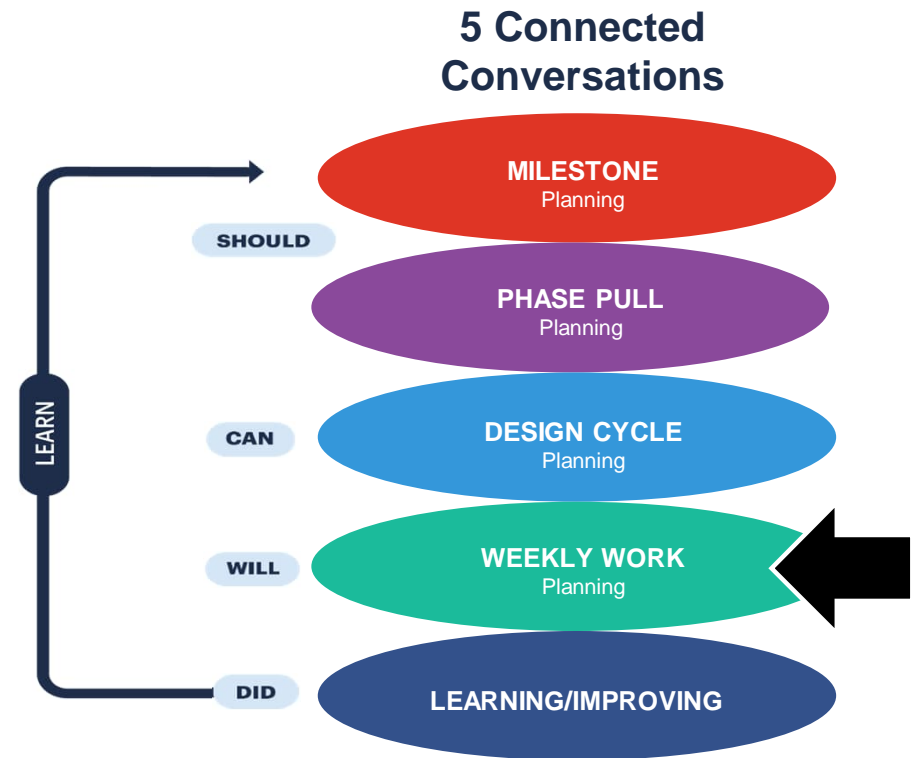 5 Connected
Conversations
MILESTONE
Planning
SHOULD
PHASE PULL
Planning
LEARN
CAN
DESIGN CYCLE
Planning
WILL
WEEKLY WORK
Planning
DID
LEARNING/IMPROVING